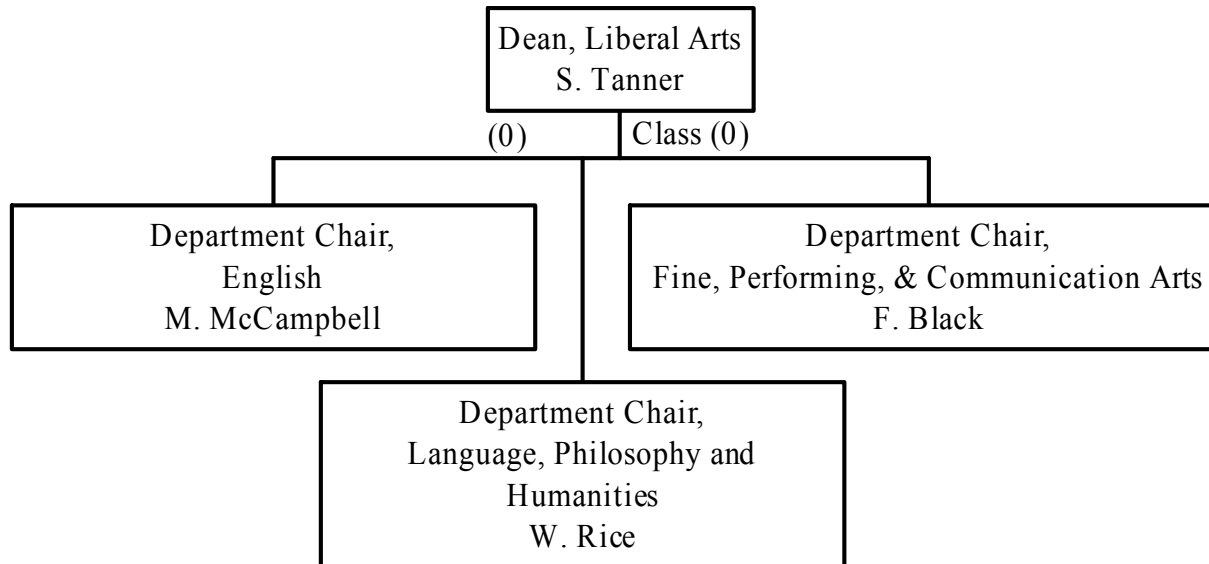 Dean, Liberal Arts
S. Tanner
(0)
Class (0)
Department Chair,
English
M. McCampbell
Department Chair,
Fine, Performing, & Communication Arts
F. Black
Department Chair,
Language, Philosophy and
Humanities
W. Rice